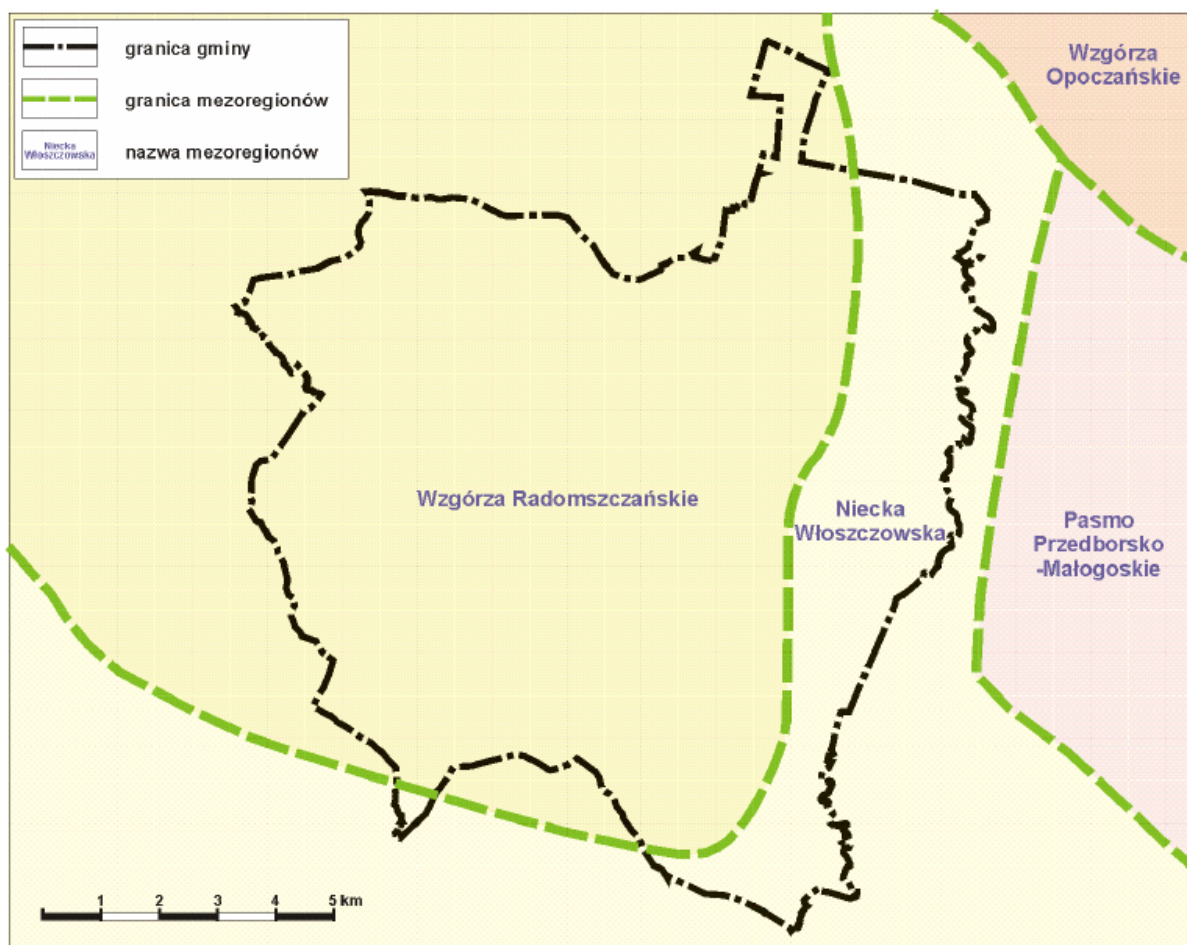 granica gminy
granica mezoregionów
Niecka
Włoszczowska
nazwa mezoregionów
Wzgórza
Opoczańskie
Wzgórza Radomszczańskie
Niecka
Włoszczowska
Pasmo
Przedborsko
-Małogoskie
1 2 3 4 5 km